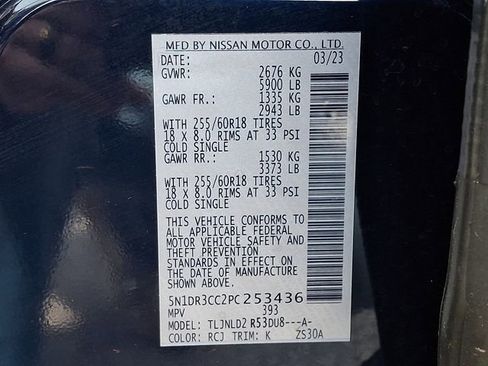 MFD BY NISSAN MOTOR CO., LTD.
DATE: 03/23
GVWR: 2676 KG
5900 LB
GAWR FR.: 1335 KG
2943 LB
WITH 255/60R18 TIRES
18 X 8.0 RIMS AT 33 PSI
COLD SINGLE
GAWR RR.: 1530 KG
3373 LB
WITH 255/60R18 TIRES
18 X 8.0 RIMS AT 33 PSI
COLD SINGLE
THIS VEHICLE CONFORMS TO
ALL APPLICABLE FEDERAL
MOTOR VEHICLE SAFETY AND
THEFT PREVENTION
STANDARDS IN EFFECT ON
THE DATE OF MANUFACTURE
SHOWN ABOVE.
5N1DR3CC2PC253436
MPV 393
MODEL: TLJNLD2 R53DU8---A-
COLOR: RCJ TRIM: K ZS30A